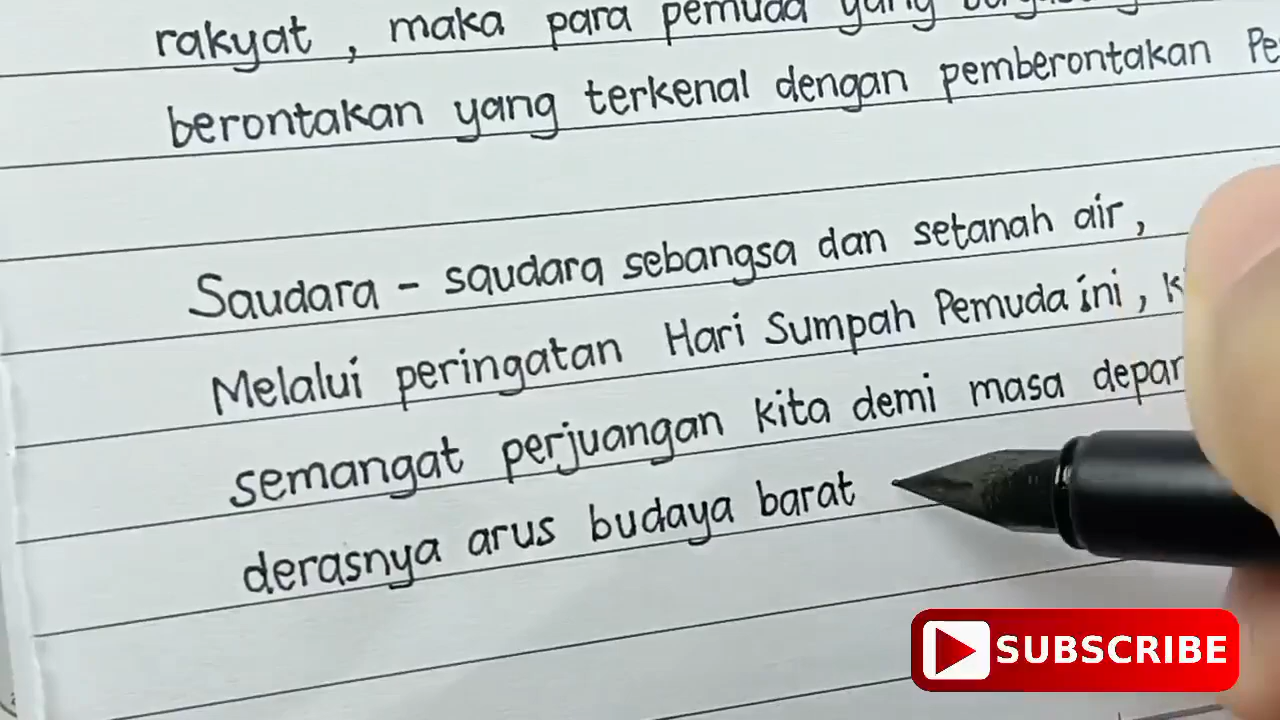 rakyat, maka para pemuda yang
berontakan yang terkenal dengan pemberontakan
Saudara - saudara sebangsa dan setanah air,
Melalui peringatan Hari Sumpah Pemuda ini,
semangat perjuangan kita demi masa
derasnya arus budaya barat
SUBSCRIBE